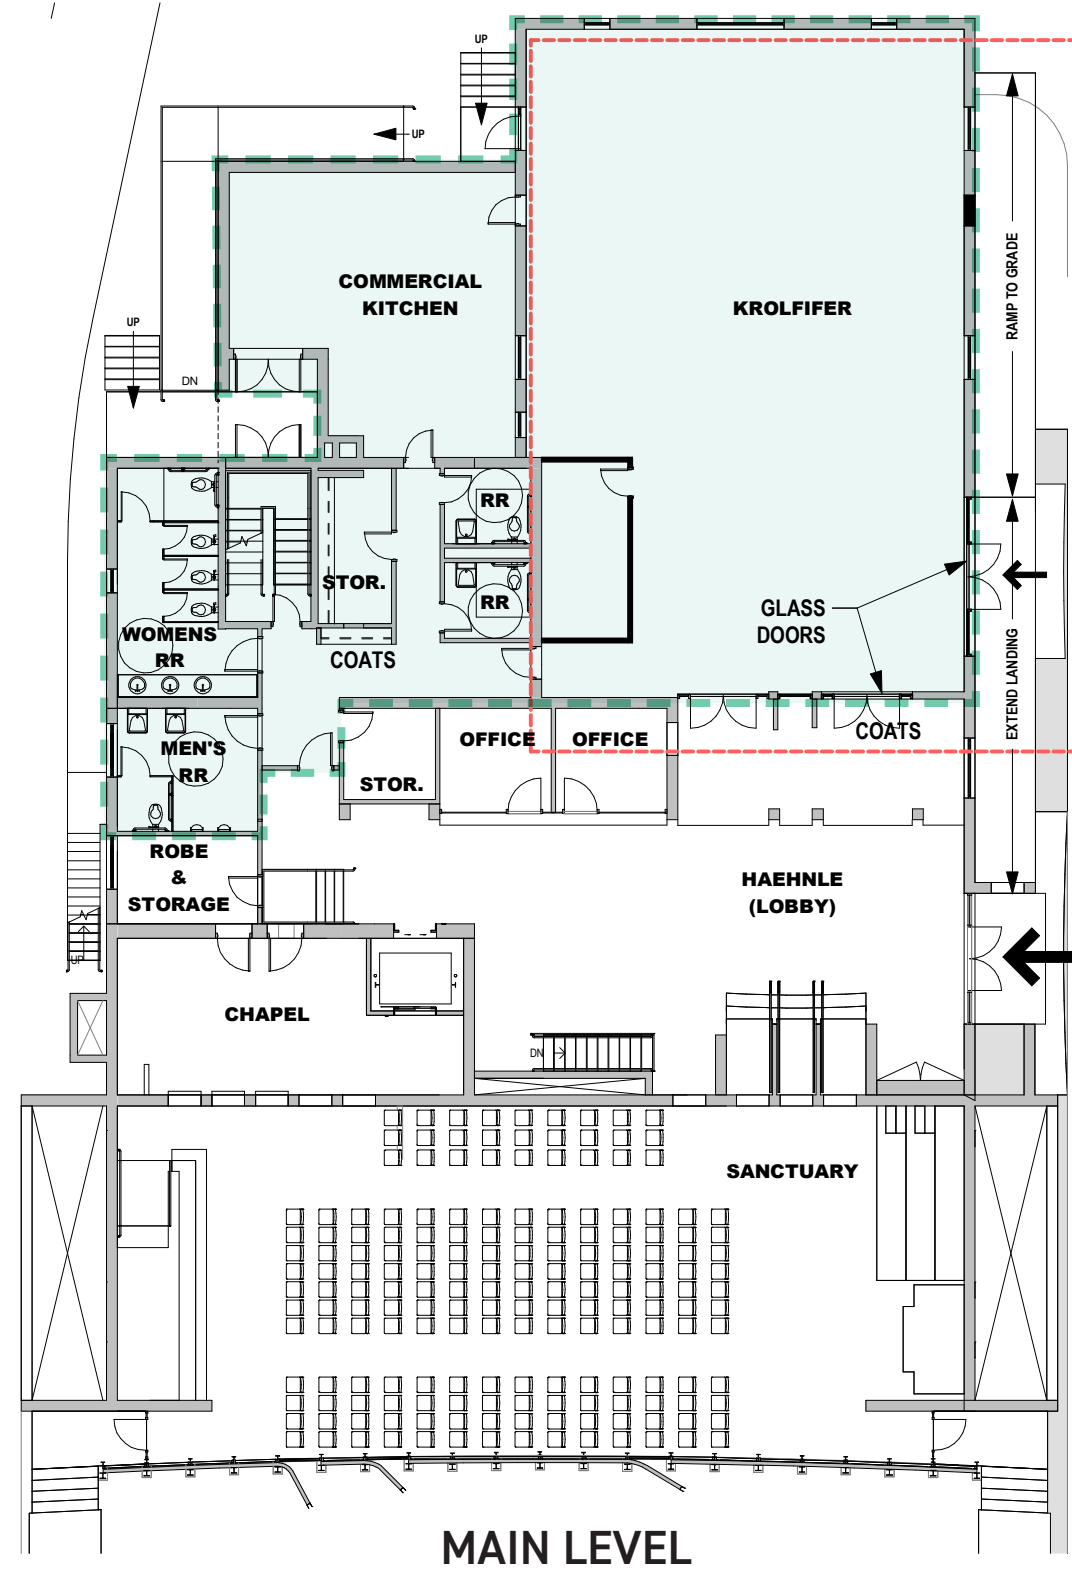 UP
UP
COMMERCIAL
KITCHEN
KROLFIFER
RAMP TO GRADE
UP
DN
RR
STOR.
RR
GLASS
DOORS
WOMENS
RR
COATS
EXTEND LANDING
MEN'S
RR
OFFICE
OFFICE
COATS
STOR.
ROBE
&
STORAGE
HAEHNLE
(LOBBY)
UP
CHAPEL
DN
SANCTUARY
MAIN LEVEL